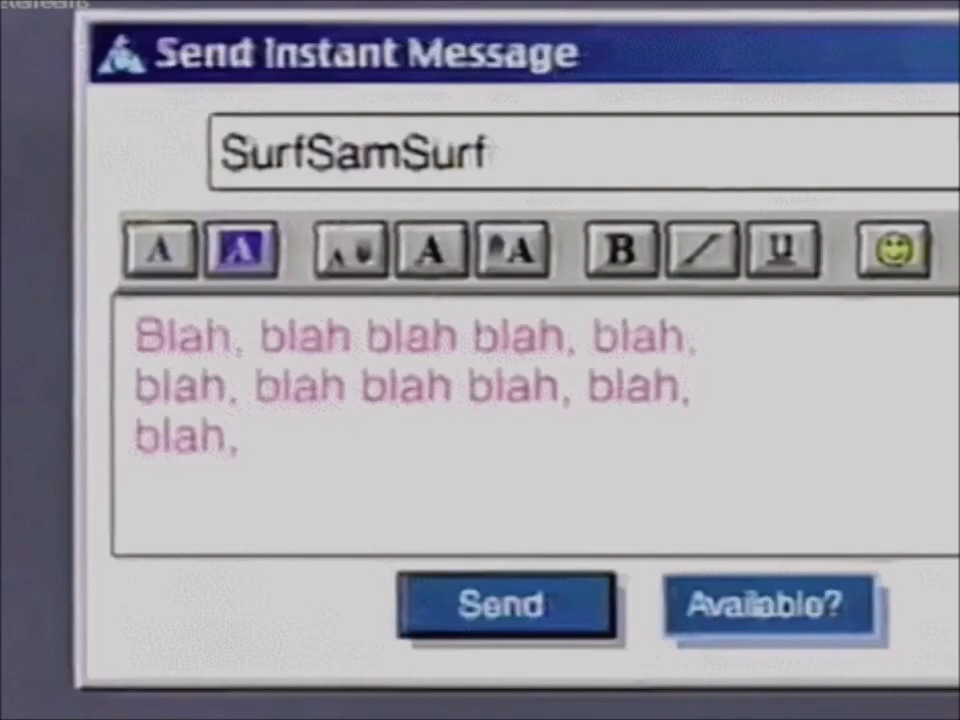 Send Instant Message
SurfSamSurf
A A A A A B / U
Blah, blah blah blah, blah,
blah, blah blah blah, blah,
blah,
Send Available?